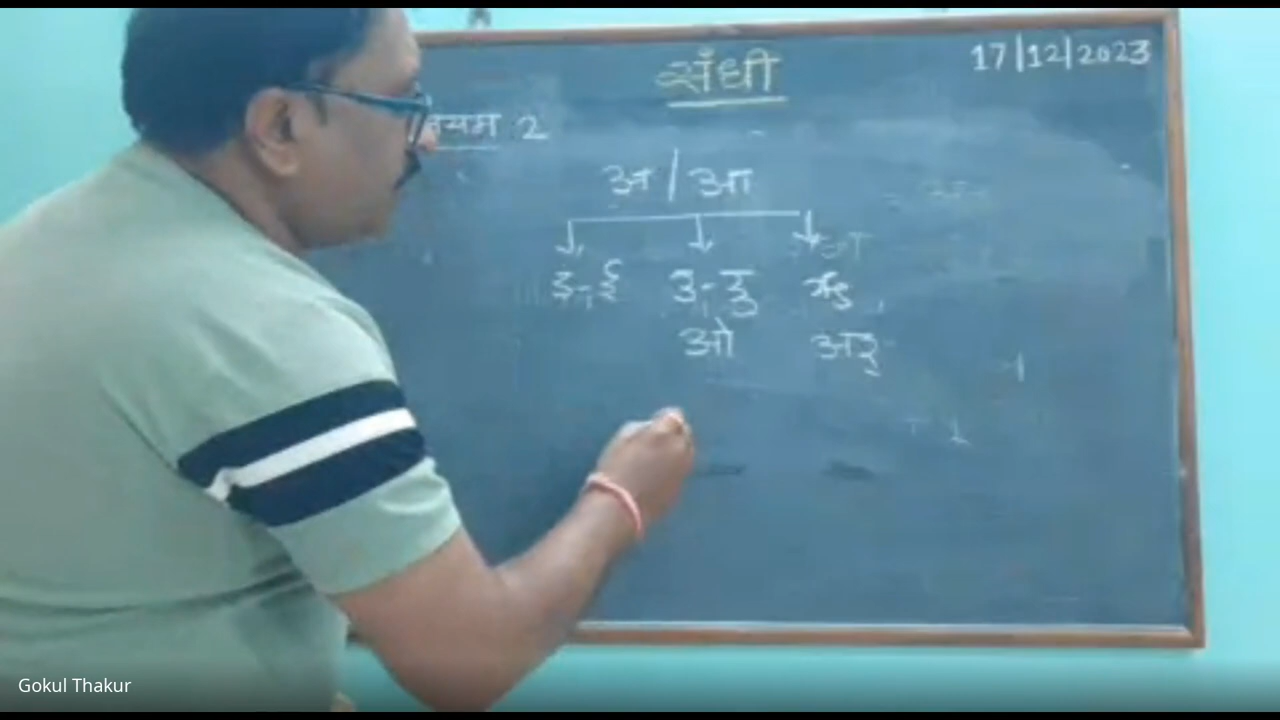 संधी 17/12/2023
नियम 2
अ / आ
इ-ई उ-ऊ ऋ
ओ अर्
Gokul Thakur